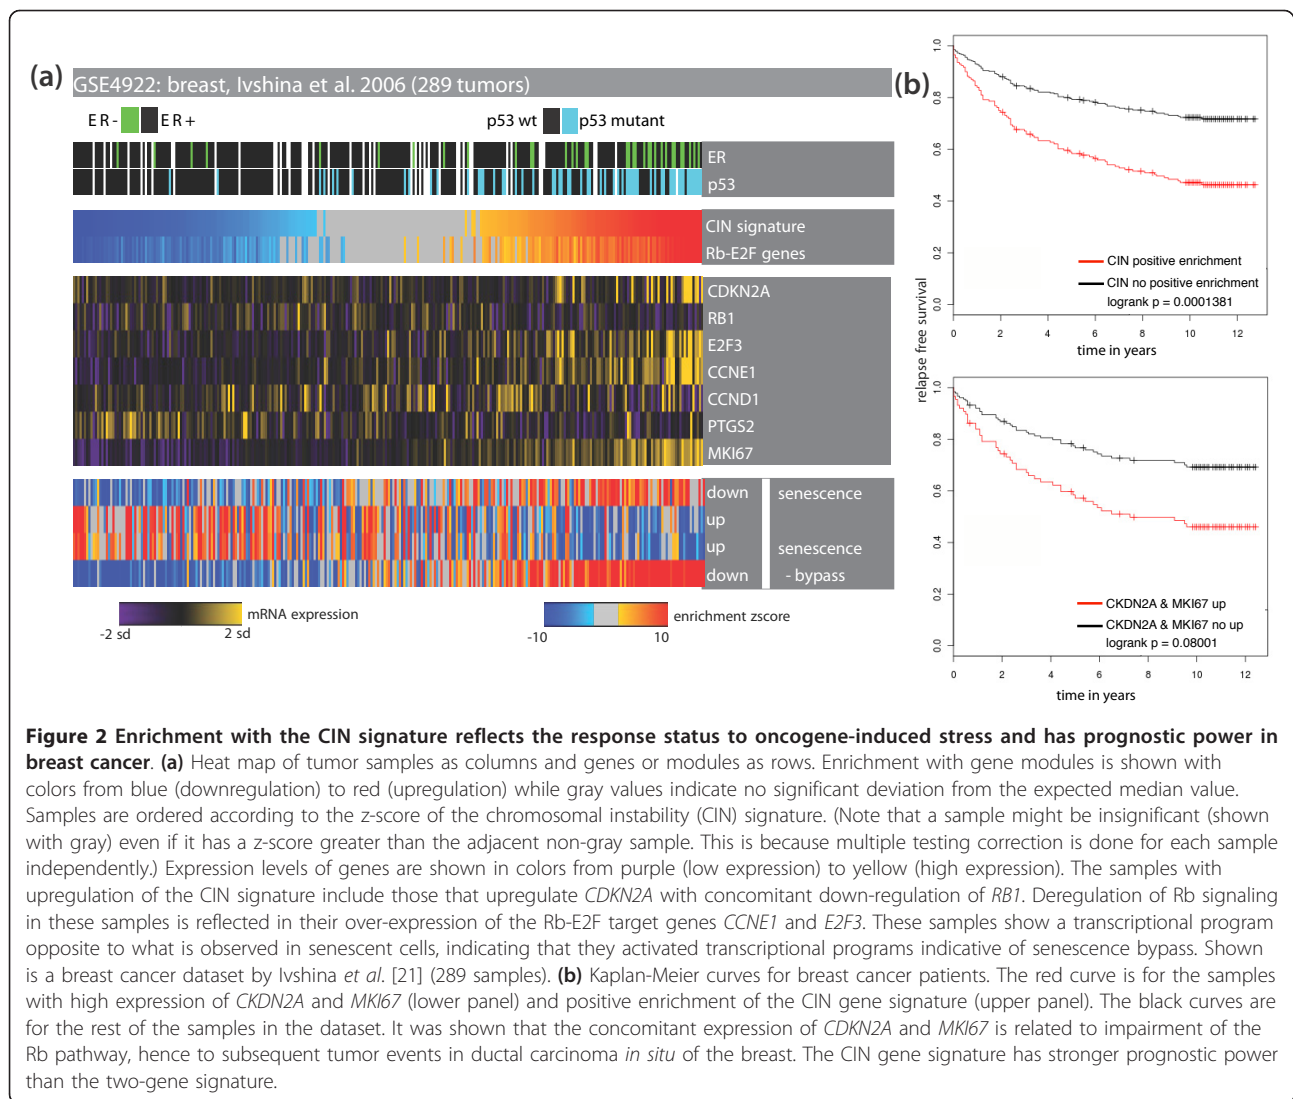 (a)
GSE4922: breast, Ivshina et al. 2006 (289 tumors)
ER-
ER+
p53 wt
p53 mutant
ER
p53
CIN signature
Rb-E2F genes
CDKN2A
RB1
E2F3
CCNE1
CCND1
PTGS2
MKI67
down
senescence
up
up
senescence
down
- bypass
mRNA expression
-2 sd
2 sd
enrichment zscore
-10
10
(b)
relapse free survival
1.0
0.8
0.6
0.4
0.2
0.0
CIN positive enrichment
CIN no positive enrichment
logrank p = 0.0001381
0 2 4 6 8 10 12
time in years
1.0
0.8
0.6
0.4
0.2
0.0
CKDN2A & MKI67 up
CKDN2A & MKI67 no up
logrank p = 0.08001
0 2 4 6 8 10 12
time in years
Figure 2 Enrichment with the CIN signature reflects the response status to oncogene-induced stress and has prognostic power in
breast cancer. (a) Heat map of tumor samples as columns and genes or modules as rows. Enrichment with gene modules is shown with
colors from blue (downregulation) to red (upregulation) while gray values indicate no significant deviation from the expected median value.
Samples are ordered according to the z-score of the chromosomal instability (CIN) signature. (Note that a sample might be insignificant (shown
with gray) even if it has a z-score greater than the adjacent non-gray sample. This is because multiple testing correction is done for each sample
independently.) Expression levels of genes are shown in colors from purple (low expression) to yellow (high expression). The samples with
upregulation of the CIN signature include those that upregulate CDKN2A with concomitant down-regulation of RB1. Deregulation of Rb signaling
in these samples is reflected in their over-expression of the Rb-E2F target genes CCNE1 and E2F3. These samples show a transcriptional program
opposite to what is observed in senescent cells, indicating that they activated transcriptional programs indicative of senescence bypass. Shown
is a breast cancer dataset by Ivshina et al. [21] (289 samples). (b) Kaplan-Meier curves for breast cancer patients. The red curve is for the samples
with high expression of CKDN2A and MKI67 (lower panel) and positive enrichment of the CIN gene signature (upper panel). The black curves are
for the rest of the samples in the dataset. It was shown that the concomitant expression of CDKN2A and MKI67 is related to impairment of the
Rb pathway, hence to subsequent tumor events in ductal carcinoma in situ of the breast. The CIN gene signature has stronger prognostic power
than the two-gene signature.